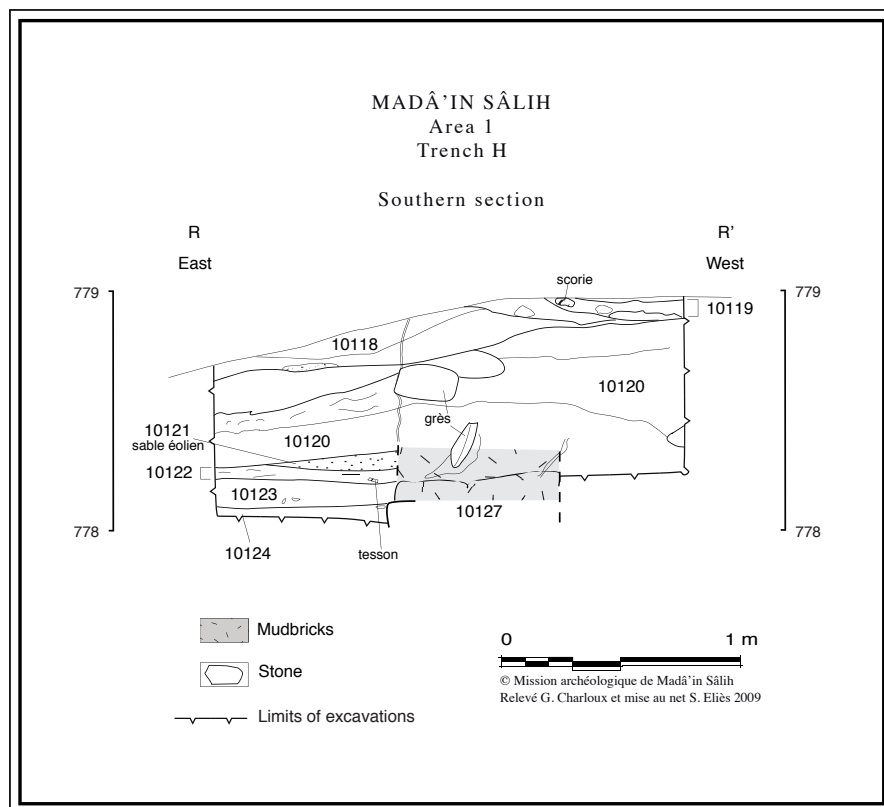 MADÂ'IN SÂLIH
Area 1
Trench H
Southern section
R
R'
East
West
779
scorie
779
10119
10118
10120
grès
10121
sable éolien
10120
10122
10123
10127
778
778
10124
tesson
Mudbricks
0
1 m
Stone
© Mission archéologique de Madâ'in Sâlih
Relevé G. Charloux et mise au net S. Eliès 2009
Limits of excavations